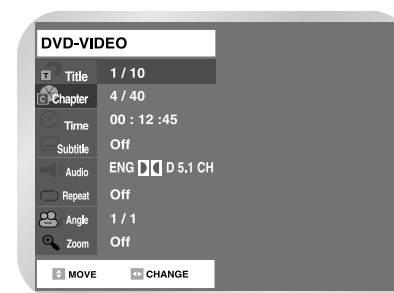 DVD-VIDEO
T Title 1 / 10
C Chapter 4 / 40
Time 00 : 12 :45
Subtitle Off
Audio ENG D 5.1 CH
Repeat Off
Angle 1 / 1
Zoom Off
MOVE CHANGE